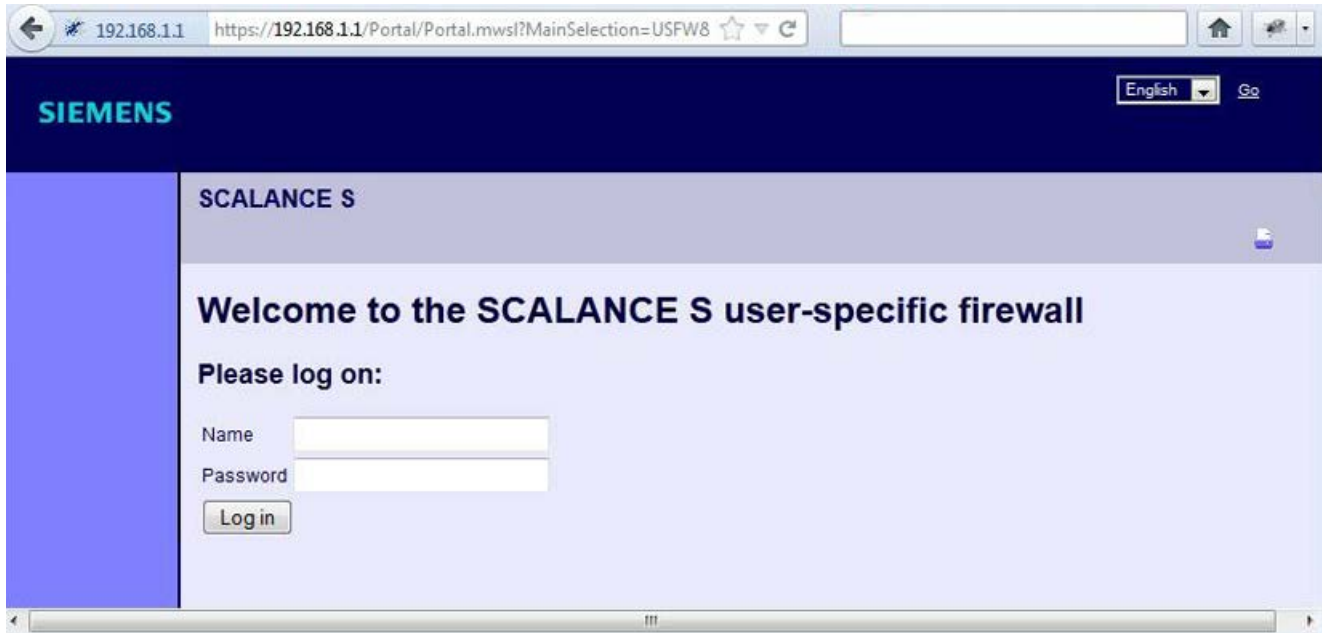 192.168.1.1 https://192.168.1.1/Portal/Portal.mwsl?MainSelection=USFW8
English Go
SIEMENS
SCALANCE S
Welcome to the SCALANCE S user-specific firewall
Please log on:
Name
Password
Log in